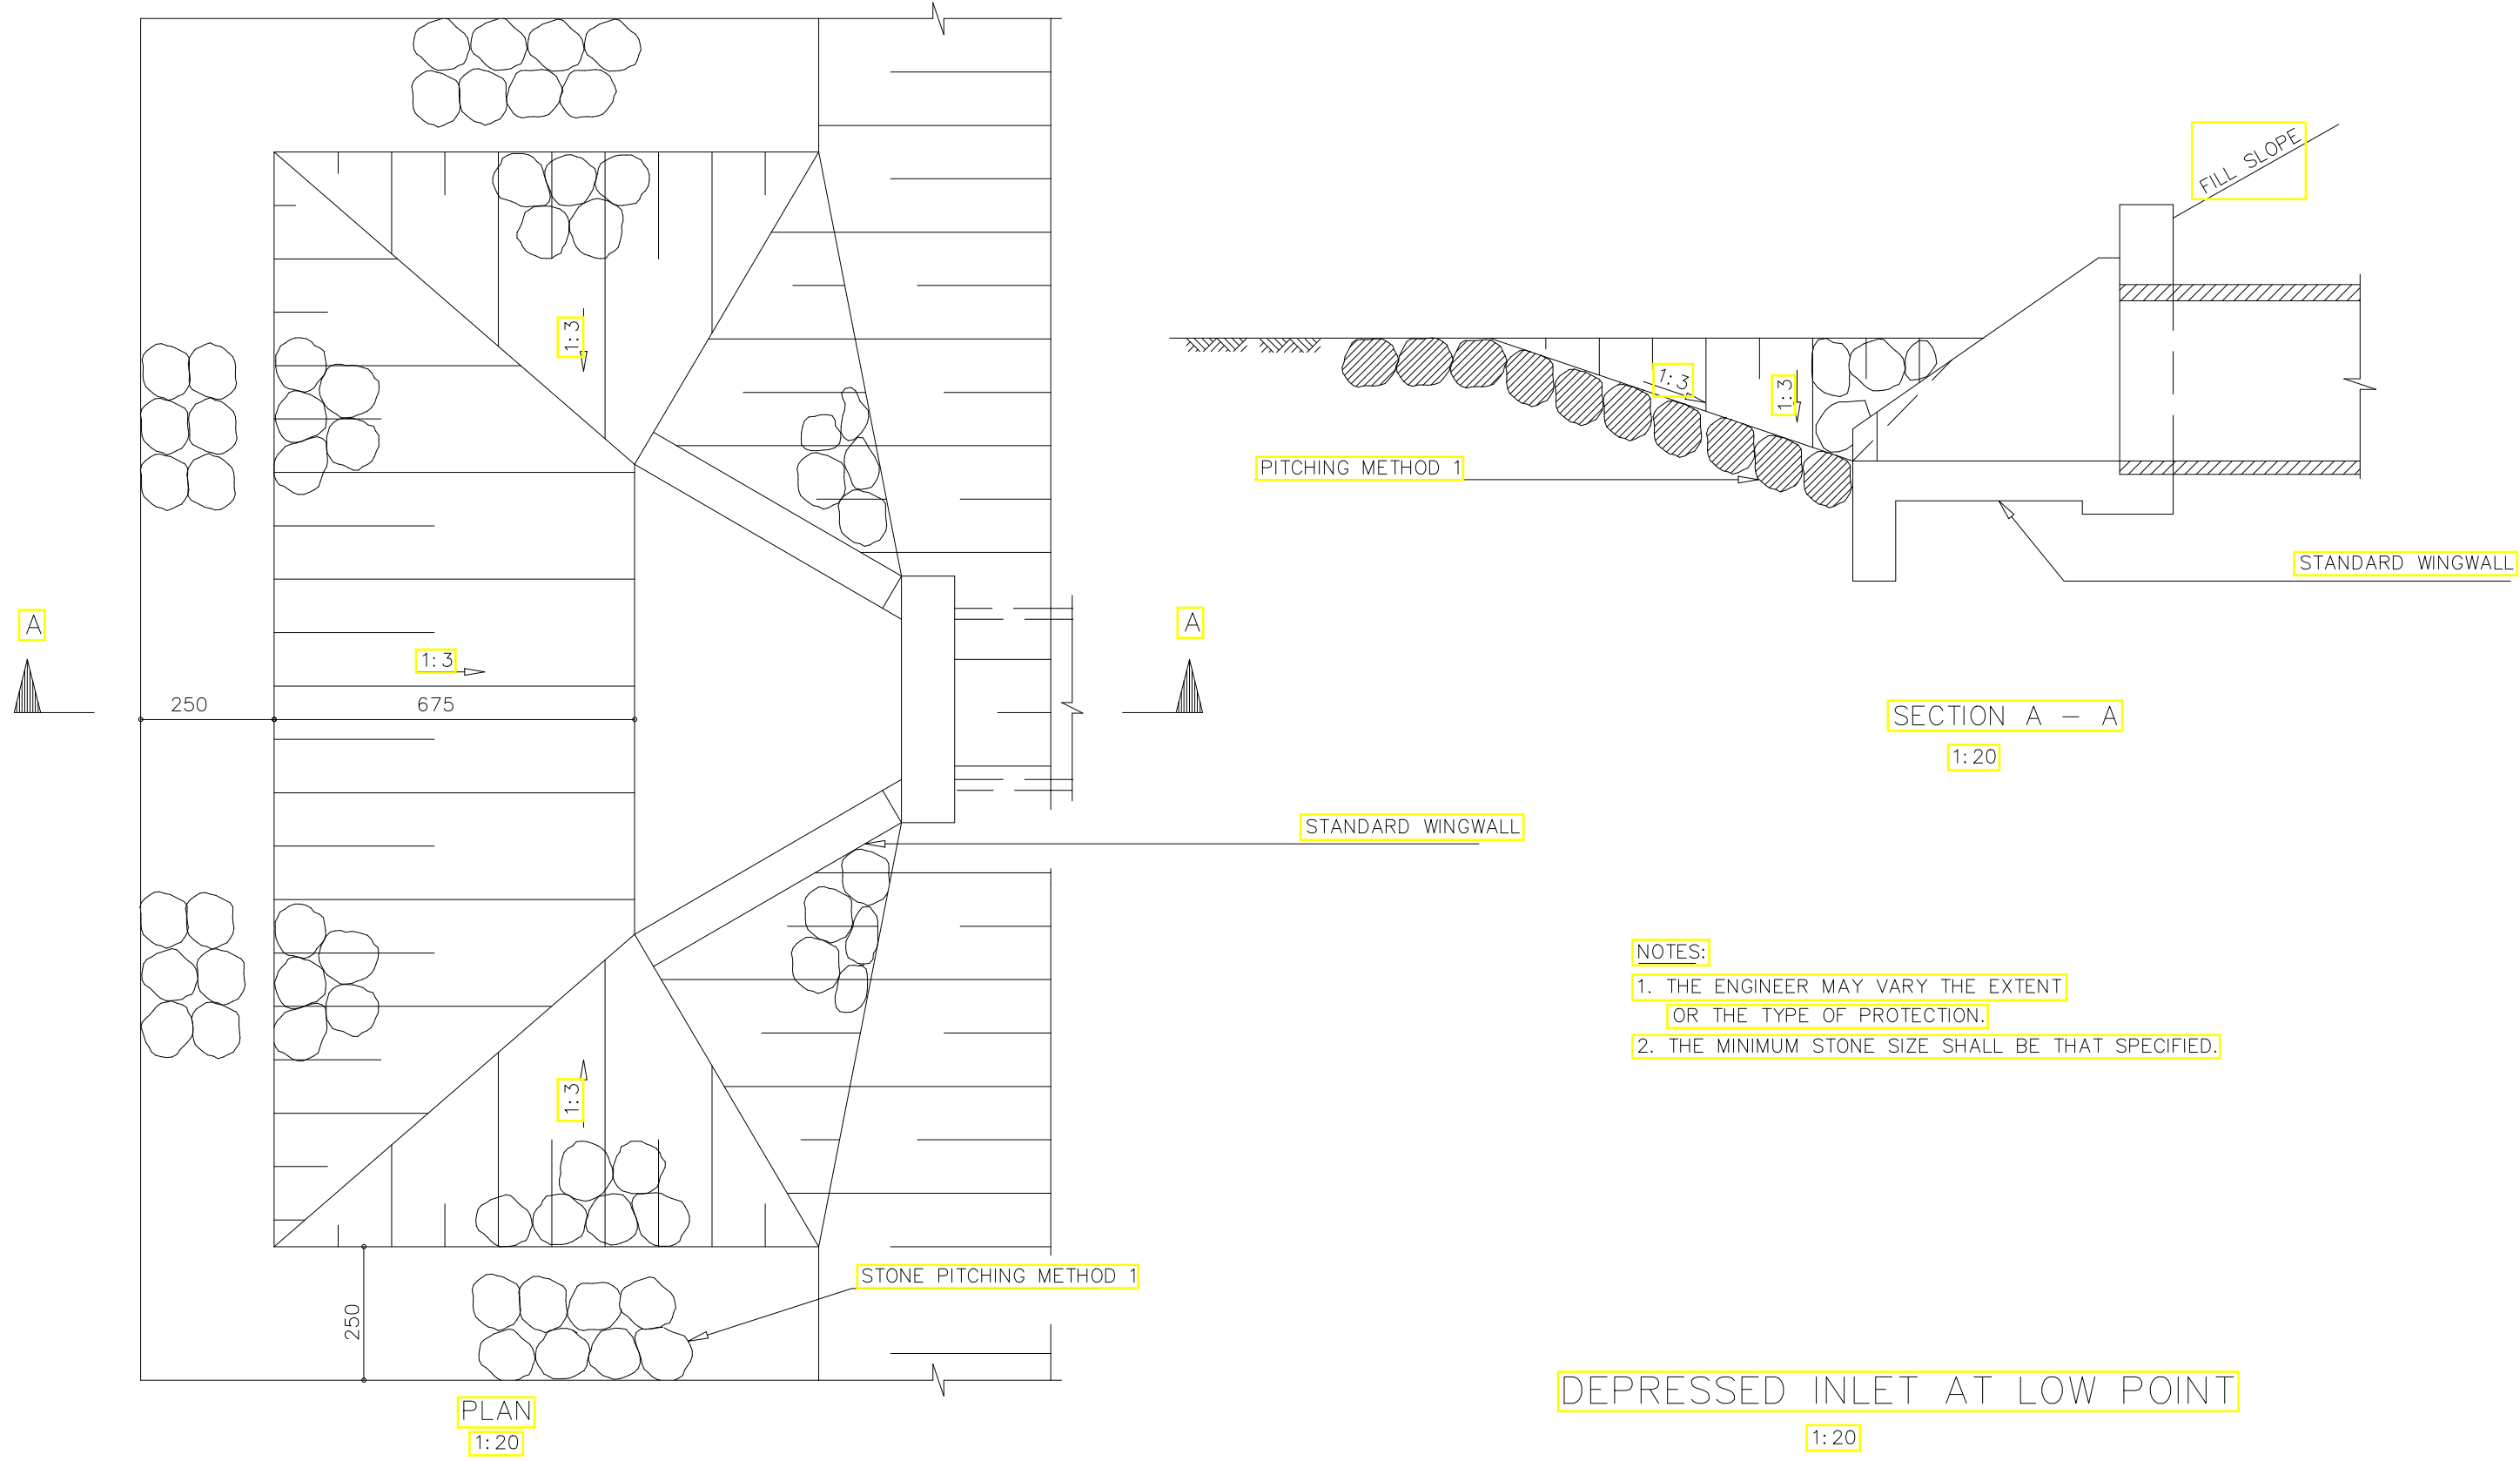 FILL SLOPE
1:3
1:3
1:3
PITCHING METHOD 1
STANDARD WINGWALL
A
A
1:3
250
675
SECTION A - A
1:20
STANDARD WINGWALL
NOTES:
1. THE ENGINEER MAY VARY THE EXTENT
OR THE TYPE OF PROTECTION.
2. THE MINIMUM STONE SIZE SHALL BE THAT SPECIFIED.
1:3
STONE PITCHING METHOD 1
250
PLAN
1:20
DEPRESSED INLET AT LOW POINT
1:20